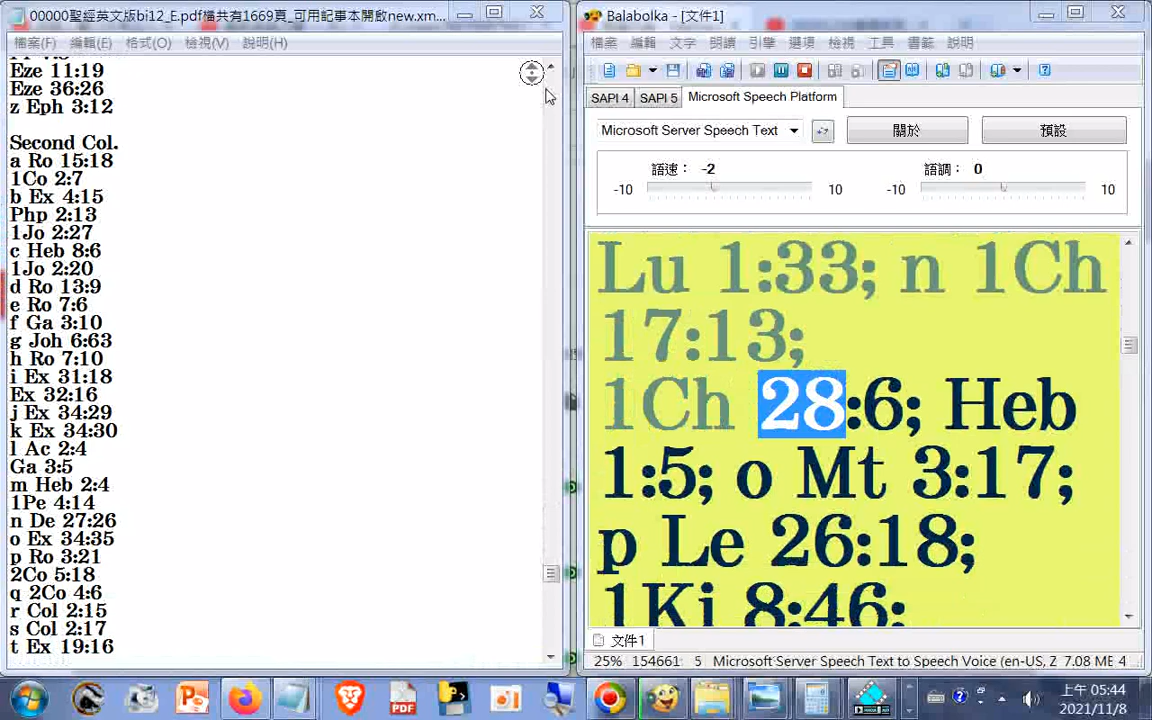 00000聖經英文版bi12_E.pdf檔共有1669頁_可用記事本開啟new.xm...
檔案(F) 編輯(E) 格式(O) 檢視(V) 說明(H)
Eze 11:19
Eze 36:26
z Eph 3:12
Second Col.
a Ro 15:18
1Co 2:7
b Ex 4:15
Php 2:13
1Jo 2:27
c Heb 8:6
1Jo 2:20
d Ro 13:9
e Ro 7:6
f Ga 3:10
g Joh 6:63
h Ro 7:10
i Ex 31:18
Ex 32:16
j Ex 34:29
k Ex 34:30
l Ac 2:4
Ga 3:5
m Heb 2:4
1Pe 4:14
n De 27:26
o Ex 34:35
p Ro 3:21
2Co 5:18
q 2Co 4:6
r Col 2:15
s Col 2:17
t Ex 19:16
Balabolka - [文件1]
檔案 編輯 文字 朗讀 引擎 選項 檢視 工具 書籤 說明
SAPI 4 SAPI 5 Microsoft Speech Platform
Microsoft Server Speech Text 關於 預設
語速： -2 語調： 0
-10 10 -10 10
Lu 1:33; n 1Ch
17:13;
1Ch 28:6; Heb
1:5; o Mt 3:17;
p Le 26:18;
1Ki 8:46;
文件1
25% 154661: 5 Microsoft Server Speech Text to Speech Voice (en-US, Z 7.08 ME 4
PDF
上午 05:44
2021/11/8